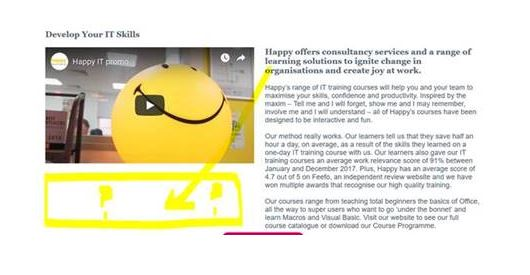 Develop Your IT Skills
Happy IT promo
Happy offers consultancy services and a range of
learning solutions to ignite change in
organisations and create joy at work.
Happy's range of IT training courses will help you and your team to
maximise your skills, confidence and productivity. Inspired by the
maxim – Tell me and I will forget, show me and I may remember,
involve me and I will understand – all of Happy's courses have been
designed to be interactive and fun.
Our method really works. Our learners tell us that they save half an
hour a day, on average, as a result of the skills they learned on a
one-day IT training course with us. Our learners also gave our IT
training courses an average work relevance score of 91% between
January and December 2017. Plus, Happy has an average score of
4.7 out of 5 on Feefo, an independent review website and we have
won multiple awards that recognise our high quality training.
? ?
Our courses range from teaching total beginners the basics of Office,
all the way to super users who want to go 'under the bonnet' and
learn Macros and Visual Basic. Visit our website to see our full
course catalogue or download our Course Programme.